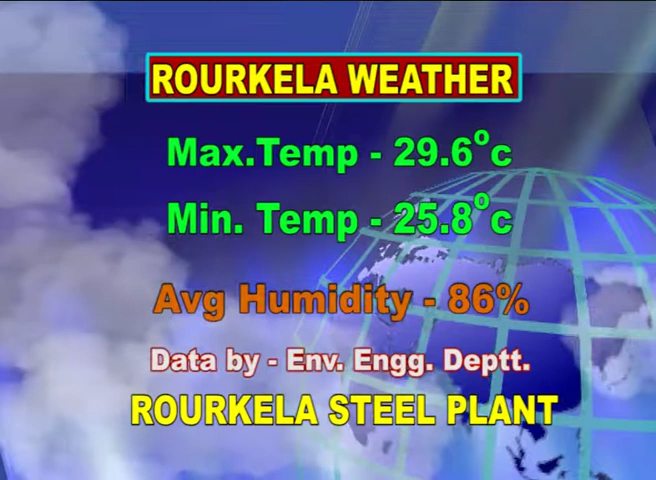 ROURKELA WEATHER
Max.Temp - 29.6°c
Min. Temp - 25.8°c
Avg Humidity - 86%
Data by - Env. Engg. Deptt.
ROURKELA STEEL PLANT